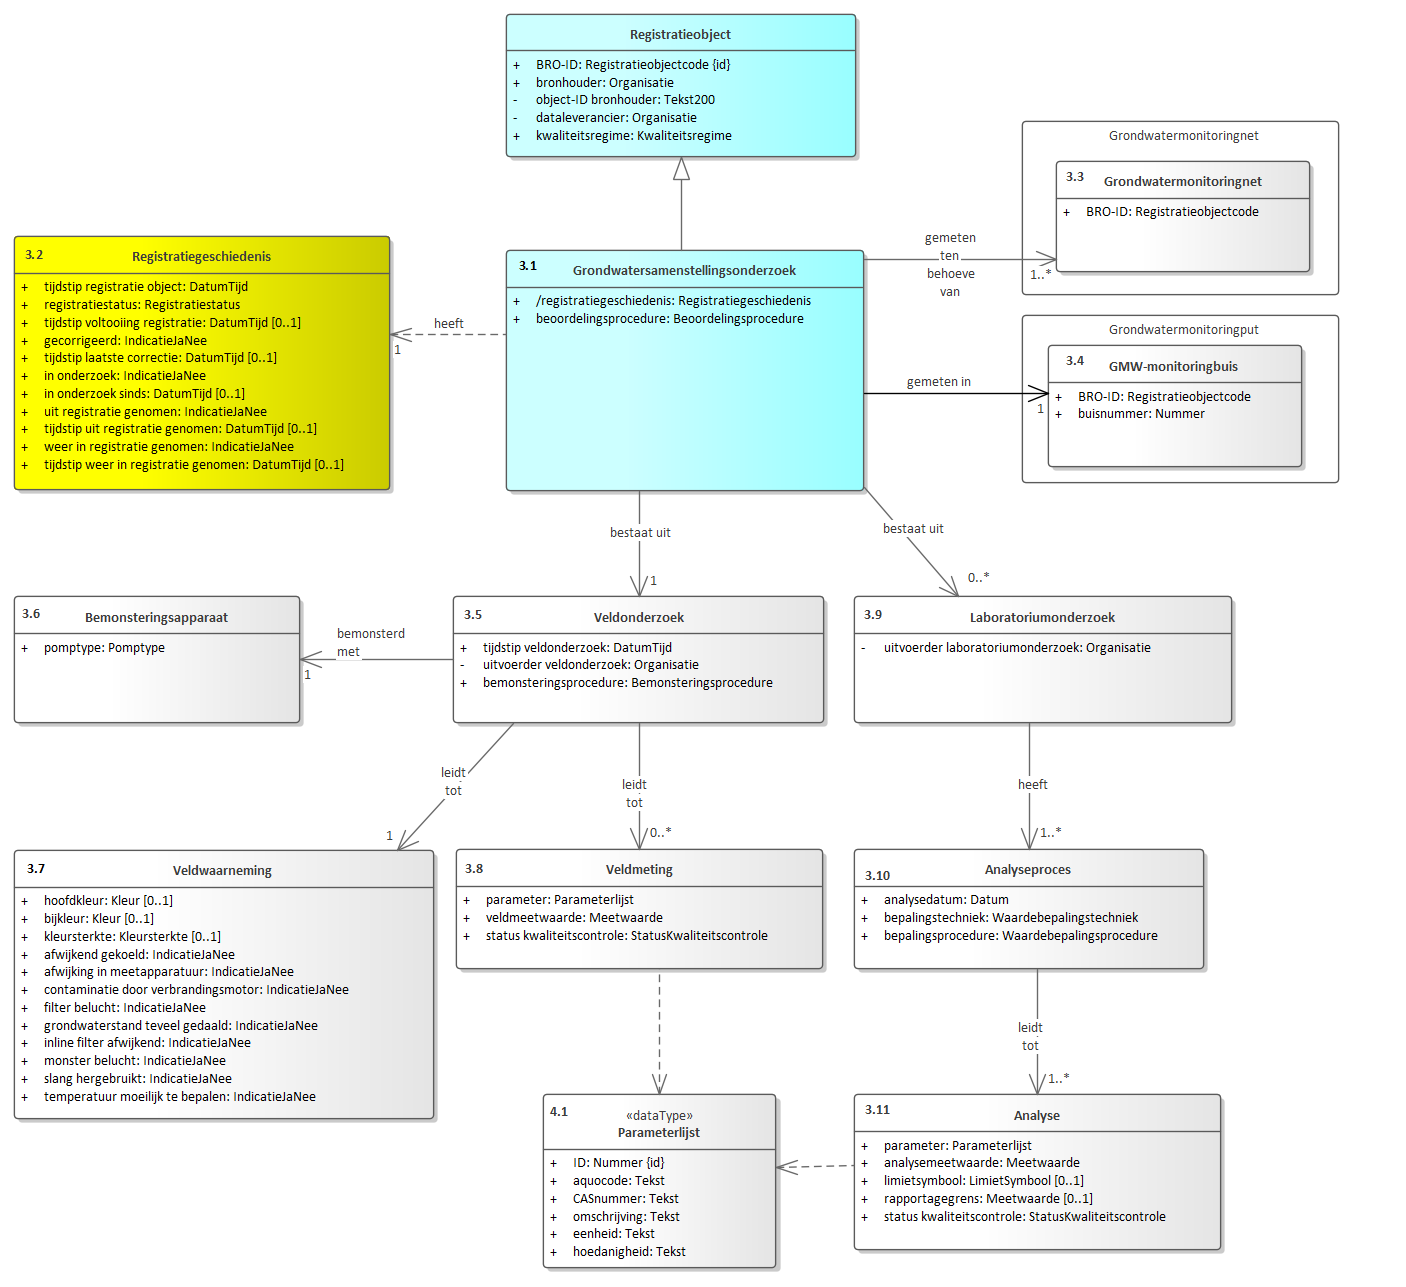 Registratieobject
+ BRO-ID: Registratieobjectcode {id}
+ bronhouder: Organisatie
- object-ID bronhouder: Tekst200
- dataleverancier: Organisatie
+ kwaliteitsregime: Kwaliteitsregime
Grondwatermonitoringnet
3.3 Grondwatermonitoringnet
+ BRO-ID: Registratieobjectcode
gemeten
ten
behoeve
van
1..*
3.2 Registratiegeschiedenis
+ tijdstip registratie object: DatumTijd
+ registratiestatus: Registratiestatus
+ tijdstip voltooiing registratie: DatumTijd [0..1]
+ gecorrigeerd: IndicatieJaNee
+ tijdstip laatste correctie: DatumTijd [0..1]
+ in onderzoek: IndicatieJaNee
+ in onderzoek sinds: DatumTijd [0..1]
+ uit registratie genomen: IndicatieJaNee
+ tijdstip uit registratie genomen: DatumTijd [0..1]
+ weer in registratie genomen: IndicatieJaNee
+ tijdstip weer in registratie genomen: DatumTijd [0..1]
heeft
1
3.1 Grondwatersamenstellingsonderzoek
+ /registratiegeschiedenis: Registratiegeschiedenis
+ beoordelingsprocedure: Beoordelingsprocedure
Grondwatermonitoringput
3.4 GMW-monitoringbuis
+ BRO-ID: Registratieobjectcode
+ buisnummer: Nummer
gemeten in
1
bestaat uit
1
bestaat uit
0..*
3.6 Bemonsteringsapparaat
+ pomptype: Pomptype
bemonsterd
met
1
3.5 Veldonderzoek
+ tijdstip veldonderzoek: DatumTijd
- uitvoerder veldonderzoek: Organisatie
+ bemonsteringsprocedure: Bemonsteringsprocedure
3.9 Laboratoriumonderzoek
- uitvoerder laboratoriumonderzoek: Organisatie
leidt
tot
1
leidt
tot
0..*
heeft
1..*
3.7 Veldwaarneming
+ hoofdkleur: Kleur [0..1]
+ bijkleur: Kleur [0..1]
+ kleursterkte: Kleursterkte [0..1]
+ afwijkend gekoeld: IndicatieJaNee
+ afwijking in meetapparatuur: IndicatieJaNee
+ contaminatie door verbrandingsmotor: IndicatieJaNee
+ filter belucht: IndicatieJaNee
+ grondwaterstand teveel gedaald: IndicatieJaNee
+ inline filter afwijkend: IndicatieJaNee
+ monster belucht: IndicatieJaNee
+ slang hergebruikt: IndicatieJaNee
+ temperatuur moeilijk te bepalen: IndicatieJaNee
3.8 Veldmeting
+ parameter: Parameterlijst
+ veldmeetwaarde: Meetwaarde
+ status kwaliteitscontrole: StatusKwaliteitscontrole
3.10 Analyseproces
+ analysedatum: Datum
+ bepalingstechniek: Waardebepalingstechniek
+ bepalingsprocedure: Waardebepalingsprocedure
leidt
tot
1..*
4.1 «dataType»
Parameterlijst
+ ID: Nummer {id}
+ aquocode: Tekst
+ CASnummer: Tekst
+ omschrijving: Tekst
+ eenheid: Tekst
+ hoedanigheid: Tekst
3.11 Analyse
+ parameter: Parameterlijst
+ analysemeetwaarde: Meetwaarde
+ limietsymbool: LimietSymbool [0..1]
+ rapportagegrens: Meetwaarde [0..1]
+ status kwaliteitscontrole: StatusKwaliteitscontrole